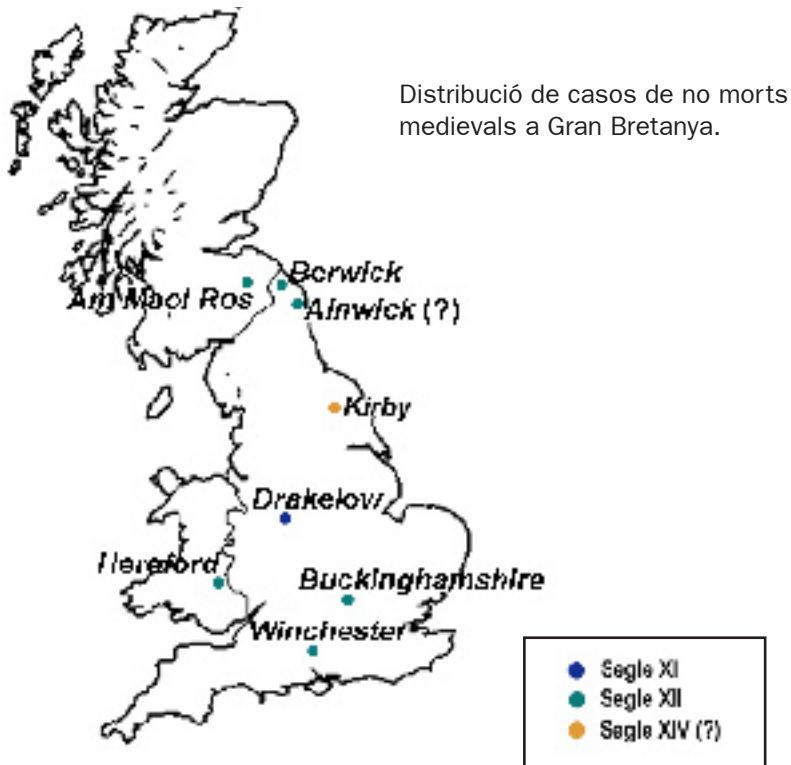 Distribució de casos de no morts
medievals a Gran Bretanya.
Berwick
Am Maol Ros
Alnwick (?)
Kirby
Drakelow
Hereford
Buckinghamshire
Winchester
Segle XI
Segle XII
Segle XIV (?)